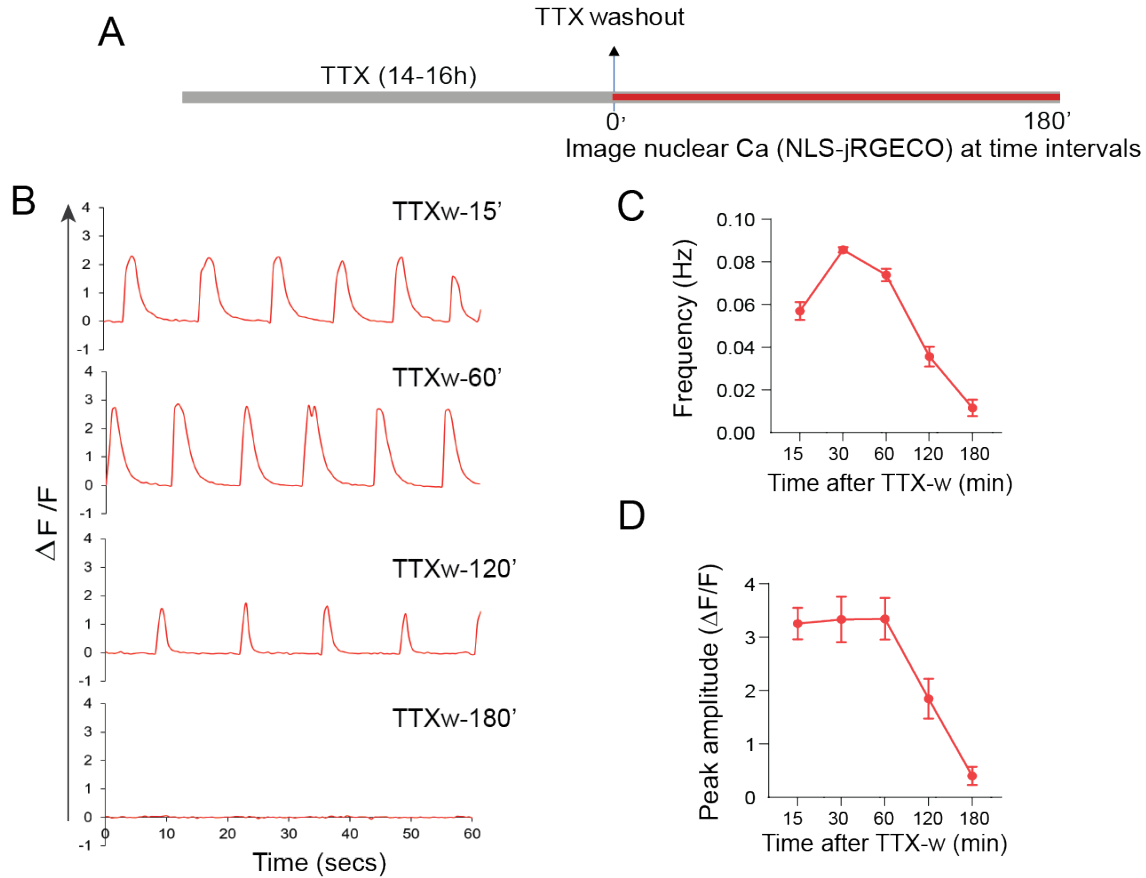 A
TTX washout
TTX (14-16h)
0'
180'
Image nuclear Ca (NLS-jRGECO) at time intervals
B
TTXw-15'
4
3
2
1
0
-1
TTXw-60'
4
3
2
1
0
-1
TTXw-120'
4
3
2
1
0
-1
TTXw-180'
4
3
2
1
0
-1
ΔF/F
0 10 20 30 40 50 60
Time (secs)
C
Frequency (Hz)
0.10
0.08
0.06
0.04
0.02
0.00
15 30 60 120 180
Time after TTX-w (min)
D
Peak amplitude (ΔF/F)
4
3
2
1
0
15 30 60 120 180
Time after TTX-w (min)